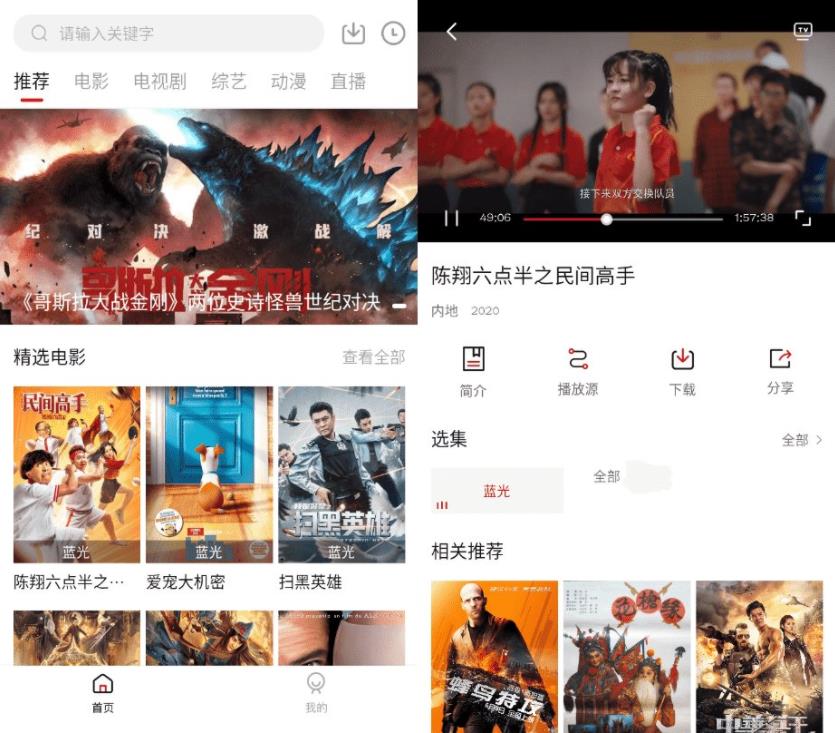 请输入关键字
推荐 电影 电视剧 综艺 动漫 直播
纪 对 决 激 战 解
哥斯拉大金刚
《哥斯拉大战金刚》两位史诗怪兽世纪对决
精选电影 查看全部
民间高手
扫黑英雄
蓝光 蓝光 蓝光
陈翔六点半之… 爱宠大机密 扫黑英雄
首页 我的
TV
接下来双方交换队员
49:06 1:57:38
陈翔六点半之民间高手
内地 2020
简介 播放源 下载 分享
选集 全部
蓝光 全部
相关推荐
花楸缘
蜂鸟特攻